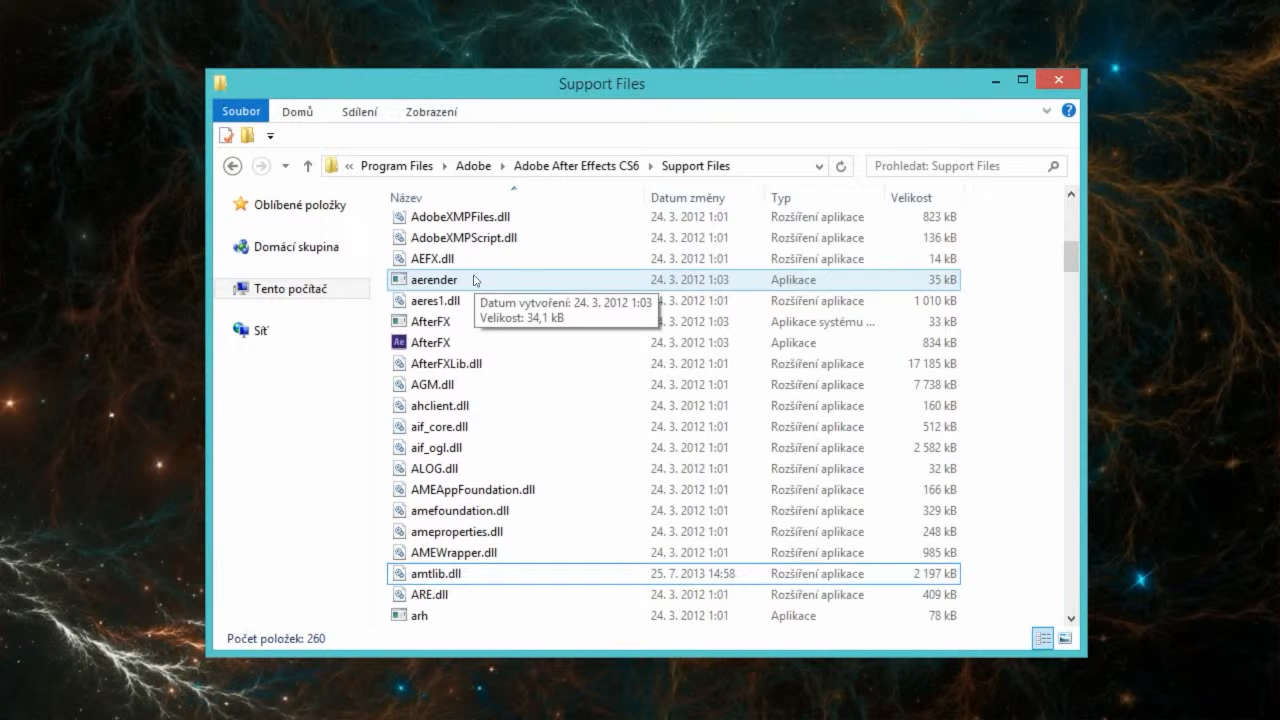 Support Files
Soubor Domů Sdílení Zobrazení
« Program Files Adobe Adobe After Effects CS6 Support Files Prohledat: Support Files
Název Datum změny Typ Velikost
Oblíbené položky
Domácí skupina
Tento počítač
Síť
AdobeXMPFiles.dll 24. 3. 2012 1:01 Rozšíření aplikace 823 kB
AdobeXMPScript.dll 24. 3. 2012 1:01 Rozšíření aplikace 136 kB
AEFX.dll 24. 3. 2012 1:01 Rozšíření aplikace 14 kB
aerender 24. 3. 2012 1:03 Aplikace 35 kB
aeres1.dll 1:01 Rozšíření aplikace 1 010 kB
Datum vytvoření: 24. 3. 2012 1:03
Velikost: 34,1 kB
AfterFX 24. 3. 2012 1:03 Aplikace systému ... 33 kB
Ae AfterFX 24. 3. 2012 1:03 Aplikace 834 kB
AfterFXLib.dll 24. 3. 2012 1:01 Rozšíření aplikace 17 185 kB
AGM.dll 24. 3. 2012 1:01 Rozšíření aplikace 7 738 kB
ahclient.dll 24. 3. 2012 1:01 Rozšíření aplikace 160 kB
aif_core.dll 24. 3. 2012 1:01 Rozšíření aplikace 512 kB
aif_ogl.dll 24. 3. 2012 1:01 Rozšíření aplikace 2 582 kB
ALOG.dll 24. 3. 2012 1:01 Rozšíření aplikace 32 kB
AMEAppFoundation.dll 24. 3. 2012 1:01 Rozšíření aplikace 166 kB
amefoundation.dll 24. 3. 2012 1:01 Rozšíření aplikace 329 kB
ameproperties.dll 24. 3. 2012 1:01 Rozšíření aplikace 248 kB
AMEWrapper.dll 24. 3. 2012 1:01 Rozšíření aplikace 985 kB
amtlib.dll 25. 7. 2013 14:58 Rozšíření aplikace 2 197 kB
ARE.dll 24. 3. 2012 1:01 Rozšíření aplikace 409 kB
arh 24. 3. 2012 1:01 Aplikace 78 kB
Počet položek: 260